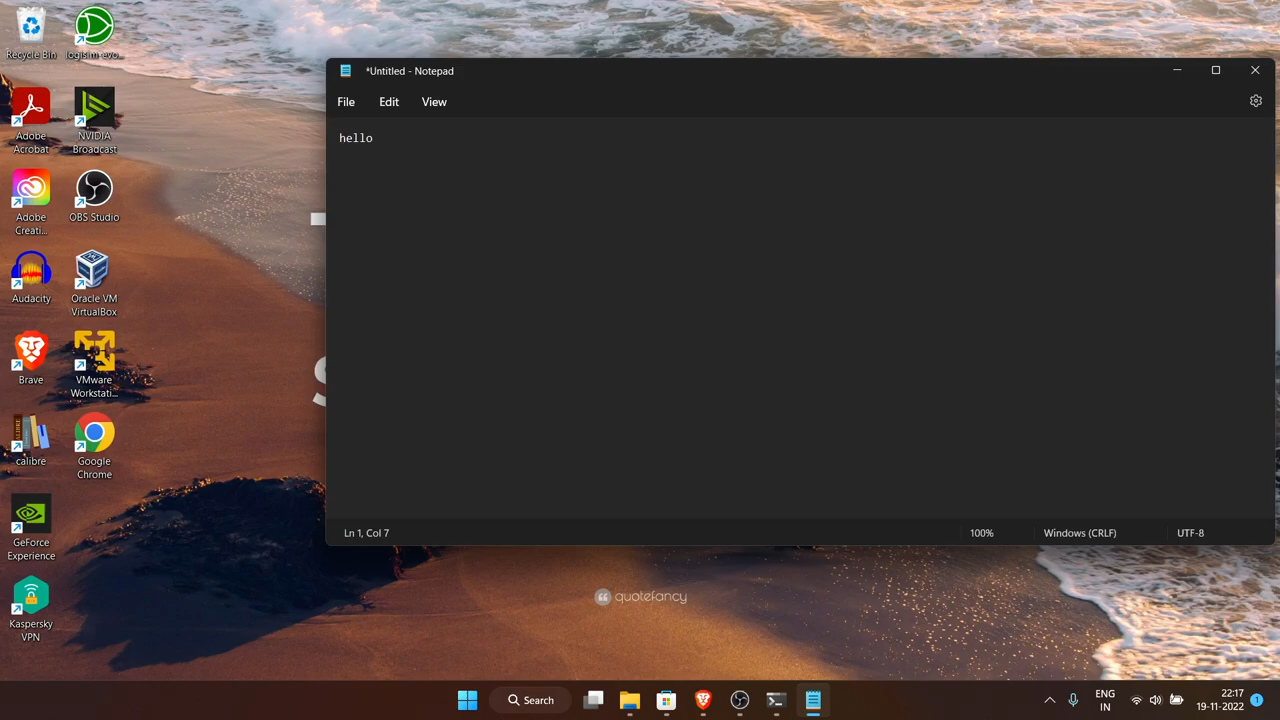 Recycle Bin
logisim-evo...
Adobe
Acrobat
NVIDIA
Broadcast
Adobe
Creati...
OBS Studio
Audacity
Oracle VM
VirtualBox
Brave
VMware
Workstati...
CALIBRE
calibre
Google
Chrome
GeForce
Experience
Kaspersky
VPN
*Untitled - Notepad
File Edit View
hello
Ln 1, Col 7
100%
Windows (CRLF)
UTF-8
quotefancy
Search
ENG
IN
22:17
19-11-2022
1